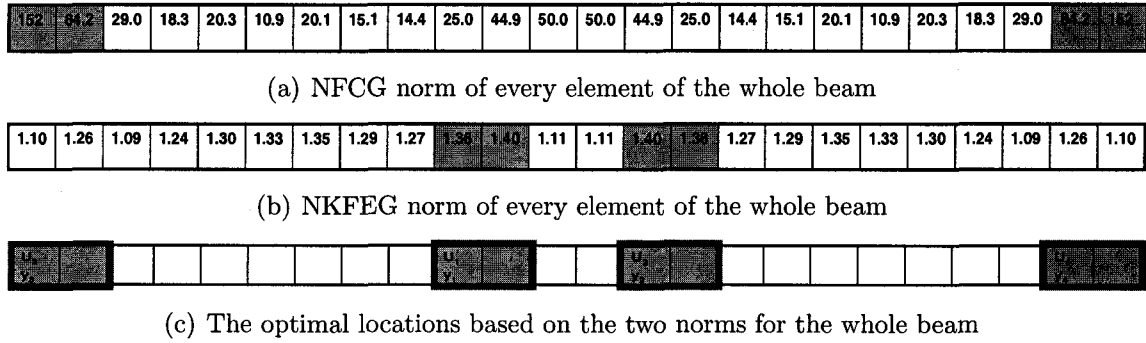 152 84.2 29.0 18.3 20.3 10.9 20.1 15.1 14.4 25.0 44.9 50.0 50.0 44.9 25.0 14.4 15.1 20.1 10.9 20.3 18.3 29.0 84.2 152
(a) NFCG norm of every element of the whole beam
1.10 1.26 1.09 1.24 1.30 1.33 1.35 1.29 1.27 1.36 1.40 1.11 1.11 1.40 1.36 1.27 1.29 1.35 1.33 1.30 1.24 1.09 1.26 1.10
(b) NKFEG norm of every element of the whole beam
(c) The optimal locations based on the two norms for the whole beam